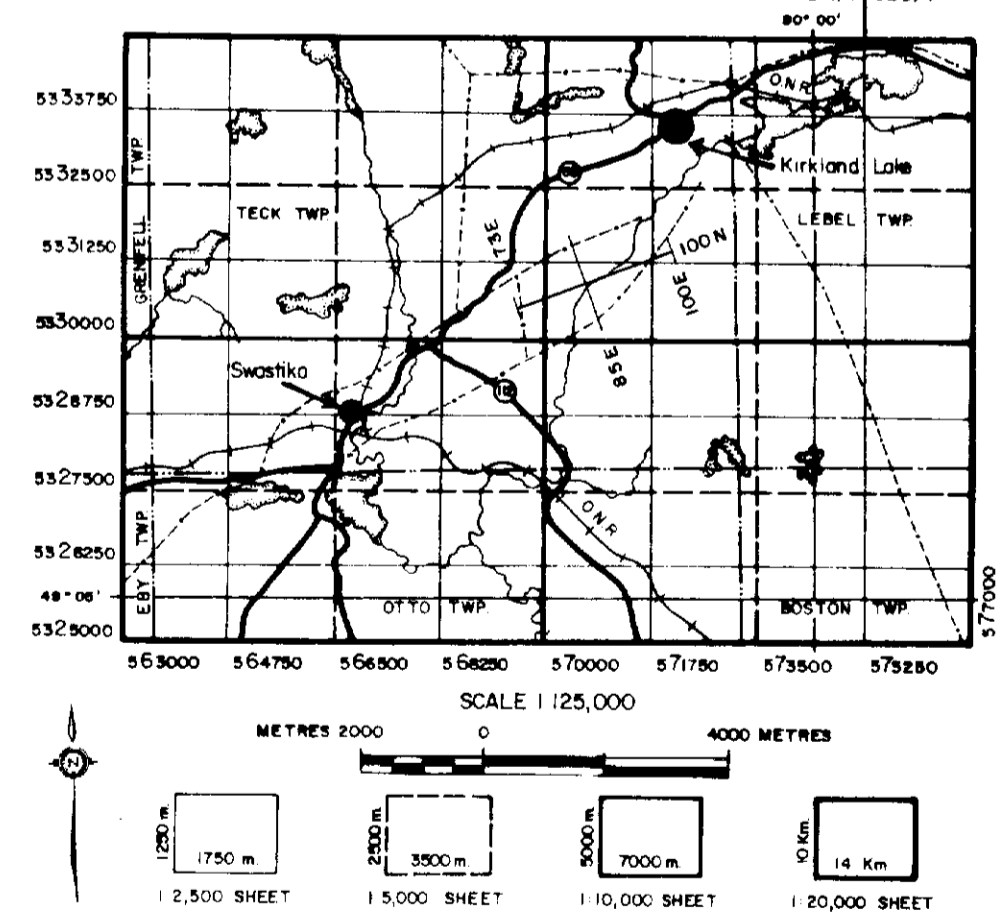 80° 00'
5333750
5332500
5331250
5330000
5328750
5327500
5326250
49° 05'
5325000
GRENFELL TWP.
EBY TWP.
TECK TWP.
LEBEL TWP.
OTTO TWP.
BOSTON TWP.
O.N.R.
Kirkland Lake
73E
100N
100E
85E
Swastika
O.N.R.
577000
563000 564750 566500 568250 570000 571750 573500 575250
SCALE 1:125,000
METRES 2000 0 4000 METRES
N
1250 m.
1750 m.
1:2,500 SHEET
2500 m.
3500 m.
1:5,000 SHEET
5000 m.
7000 m.
1:10,000 SHEET
10 Km.
14 Km
1:20,000 SHEET